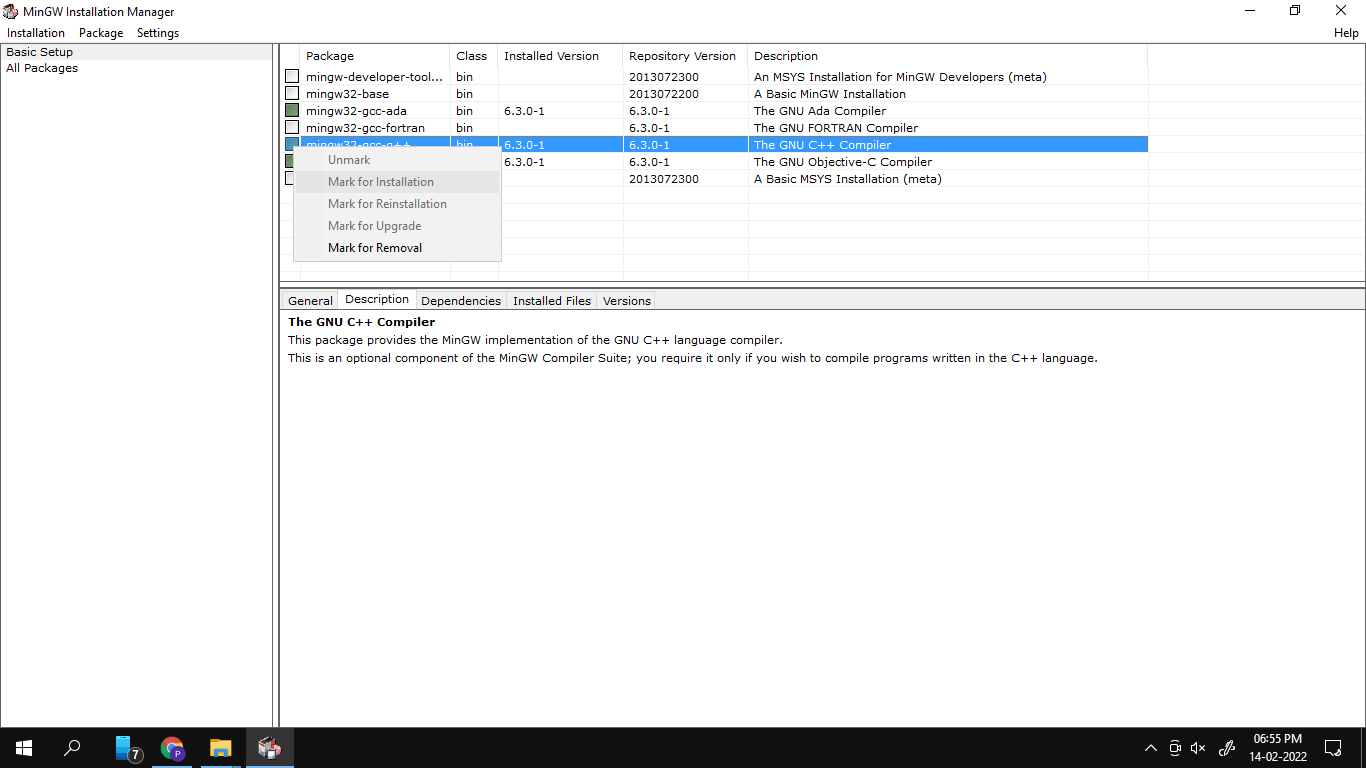 MinGW Installation Manager
Installation Package Settings Help
Basic Setup
All Packages
Package Class Installed Version Repository Version Description
mingw-developer-tool... bin 2013072300 An MSYS Installation for MinGW Developers (meta)
mingw32-base bin 2013072200 A Basic MinGW Installation
mingw32-gcc-ada bin 6.3.0-1 6.3.0-1 The GNU Ada Compiler
mingw32-gcc-fortran bin 6.3.0-1 The GNU FORTRAN Compiler
mingw32-gcc-g++ bin 6.3.0-1 6.3.0-1 The GNU C++ Compiler
6.3.0-1 6.3.0-1 The GNU Objective-C Compiler
2013072300 A Basic MSYS Installation (meta)
Unmark
Mark for Installation
Mark for Reinstallation
Mark for Upgrade
Mark for Removal
General Description Dependencies Installed Files Versions
The GNU C++ Compiler
This package provides the MinGW implementation of the GNU C++ language compiler.
This is an optional component of the MinGW Compiler Suite; you require it only if you wish to compile programs written in the C++ language.
7
P
06:55 PM
14-02-2022